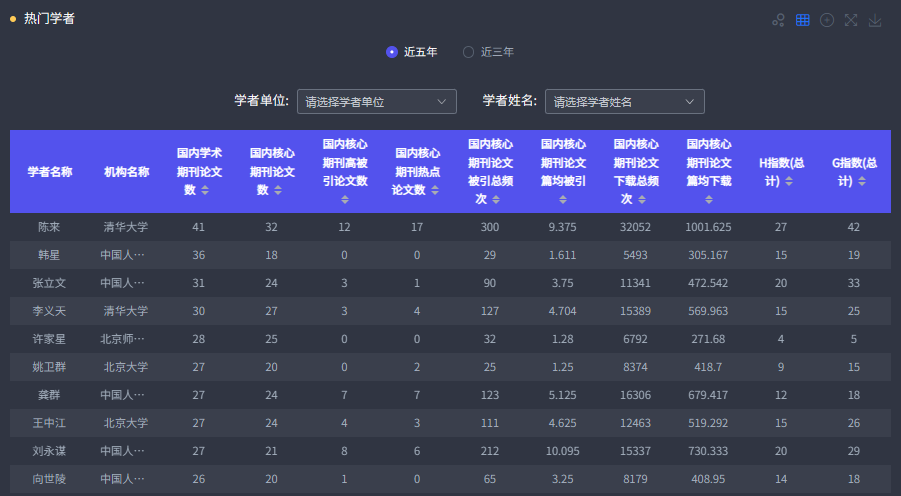 热门学者
近五年 近三年
学者单位: 请选择学者单位 学者姓名: 请选择学者姓名
学者名称 机构名称 国内学术期刊论文数 国内核心期刊论文数 国内核心期刊高被引论文数 国内核心期刊热点论文数 国内核心期刊论文被引总频次 国内核心期刊论文篇均被引 国内核心期刊论文下载总频次 国内核心期刊论文篇均下载 H指数(总计) G指数(总计)
陈来 清华大学 41 32 12 17 300 9.375 32052 1001.625 27 42
韩星 中国人… 36 18 0 0 29 1.611 5493 305.167 15 19
张立文 中国人… 31 24 3 1 90 3.75 11341 472.542 20 33
李义天 清华大学 30 27 3 4 127 4.704 15389 569.963 15 25
许家星 北京师… 28 25 0 0 32 1.28 6792 271.68 4 5
姚卫群 北京大学 27 20 0 2 25 1.25 8374 418.7 9 15
龚群 中国人… 27 24 7 7 123 5.125 16306 679.417 12 18
王中江 北京大学 27 24 4 3 111 4.625 12463 519.292 15 26
刘永谋 中国人… 27 21 8 6 212 10.095 15337 730.333 20 29
向世陵 中国人… 26 20 1 0 65 3.25 8179 408.95 14 18